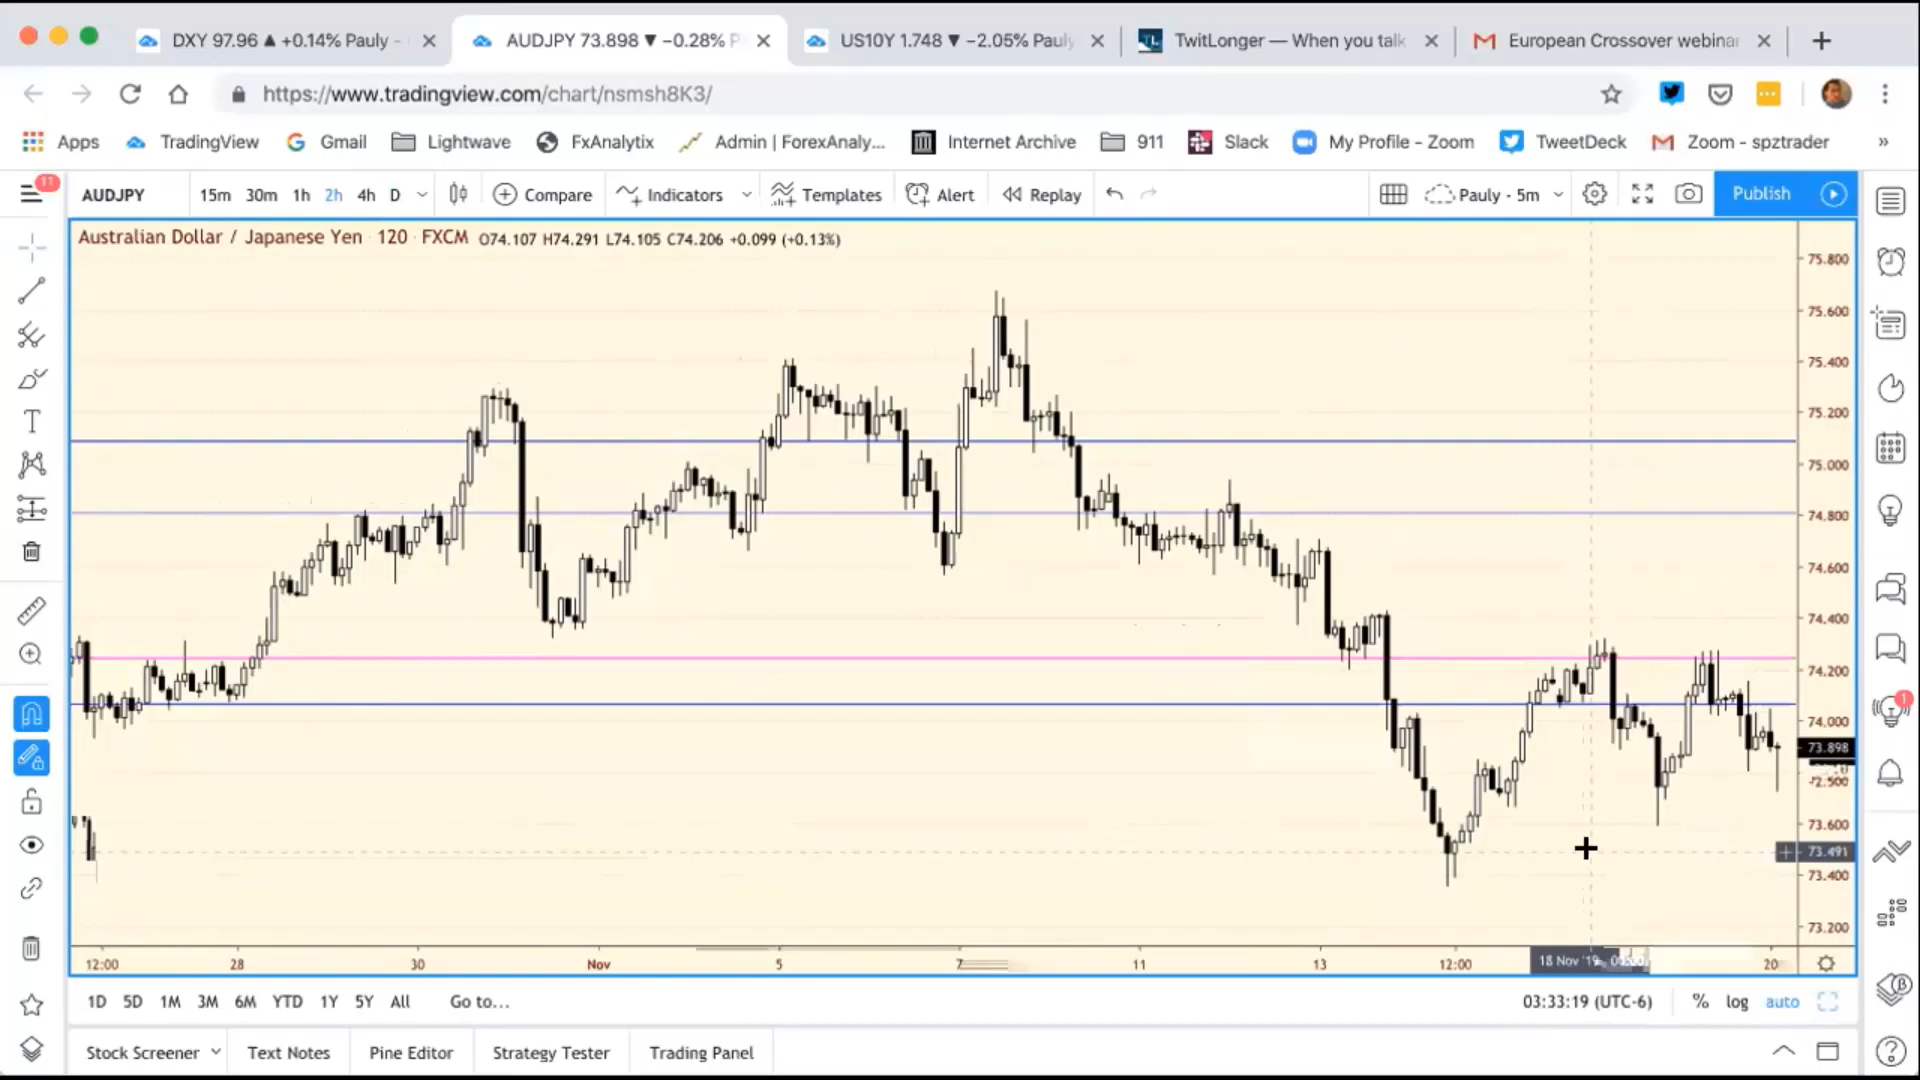 DXY 97.96 ▲ +0.14% Pauly -
AUDJPY 73.898 ▼ −0.28% P
US10Y 1.748 ▼ −2.05% Pauly
TwitLonger — When you talk
European Crossover webinar
https://www.tradingview.com/chart/nsmsh8K3/
Apps TradingView Gmail Lightwave FxAnalytix Admin | ForexAnaly... Internet Archive 911 Slack My Profile - Zoom TweetDeck Zoom - spztrader »
11 AUDJPY 15m 30m 1h 2h 4h D Compare Indicators Templates Alert Replay Pauly - 5m Publish
Australian Dollar / Japanese Yen 120 FXCM O74.107 H74.291 L74.105 C74.206 +0.099 (+0.13%)
75.800
75.600
75.400
75.200
75.000
74.800
74.600
74.400
74.200
1
74.000
73.898
73.600
73.491
73.400
73.200
12:00 28 30 Nov 5 7 11 13 12:00 18 Nov '19 20
1D 5D 1M 3M 6M YTD 1Y 5Y All Go to... 03:33:19 (UTC-6) % log auto
Stock Screener Text Notes Pine Editor Strategy Tester Trading Panel